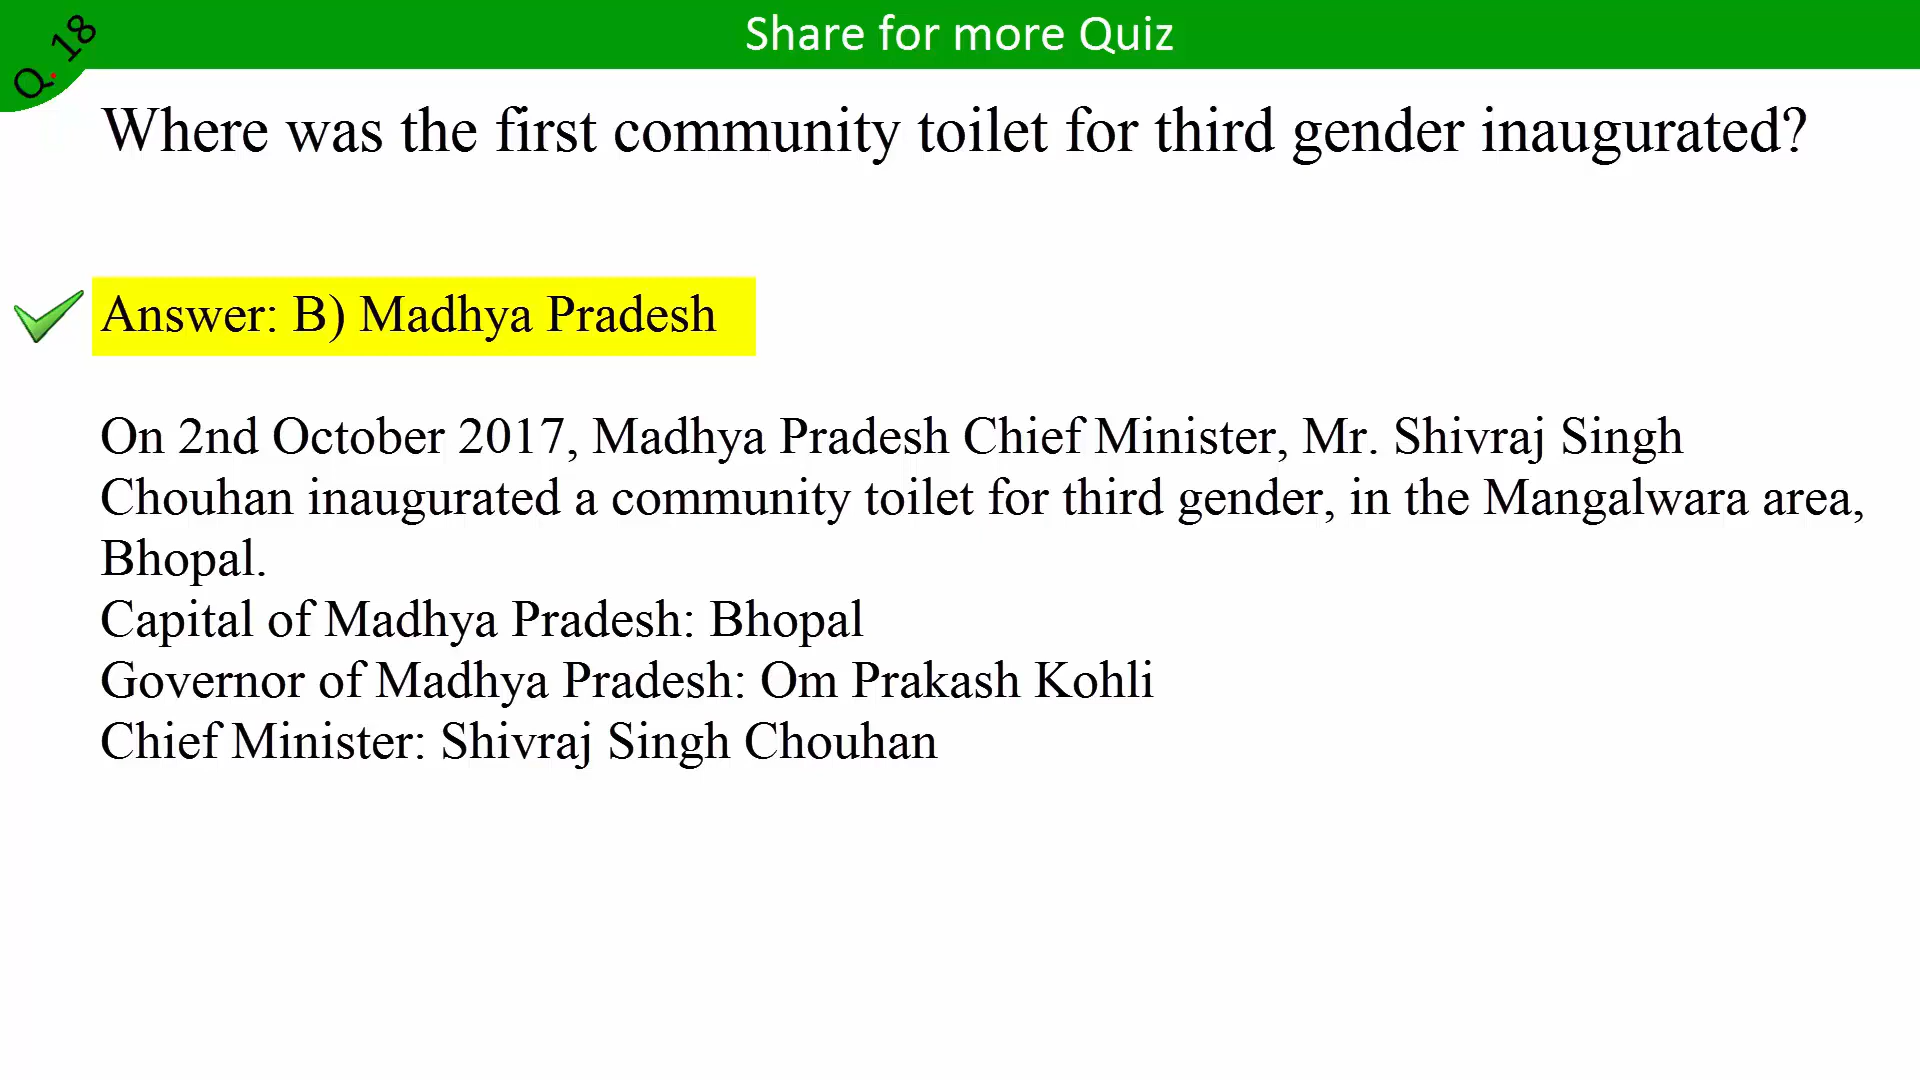 Q. 18
Share for more Quiz
Where was the first community toilet for third gender inaugurated?
Answer: B) Madhya Pradesh
On 2nd October 2017, Madhya Pradesh Chief Minister, Mr. Shivraj Singh
Chouhan inaugurated a community toilet for third gender, in the Mangalwara area,
Bhopal.
Capital of Madhya Pradesh: Bhopal
Governor of Madhya Pradesh: Om Prakash Kohli
Chief Minister: Shivraj Singh Chouhan